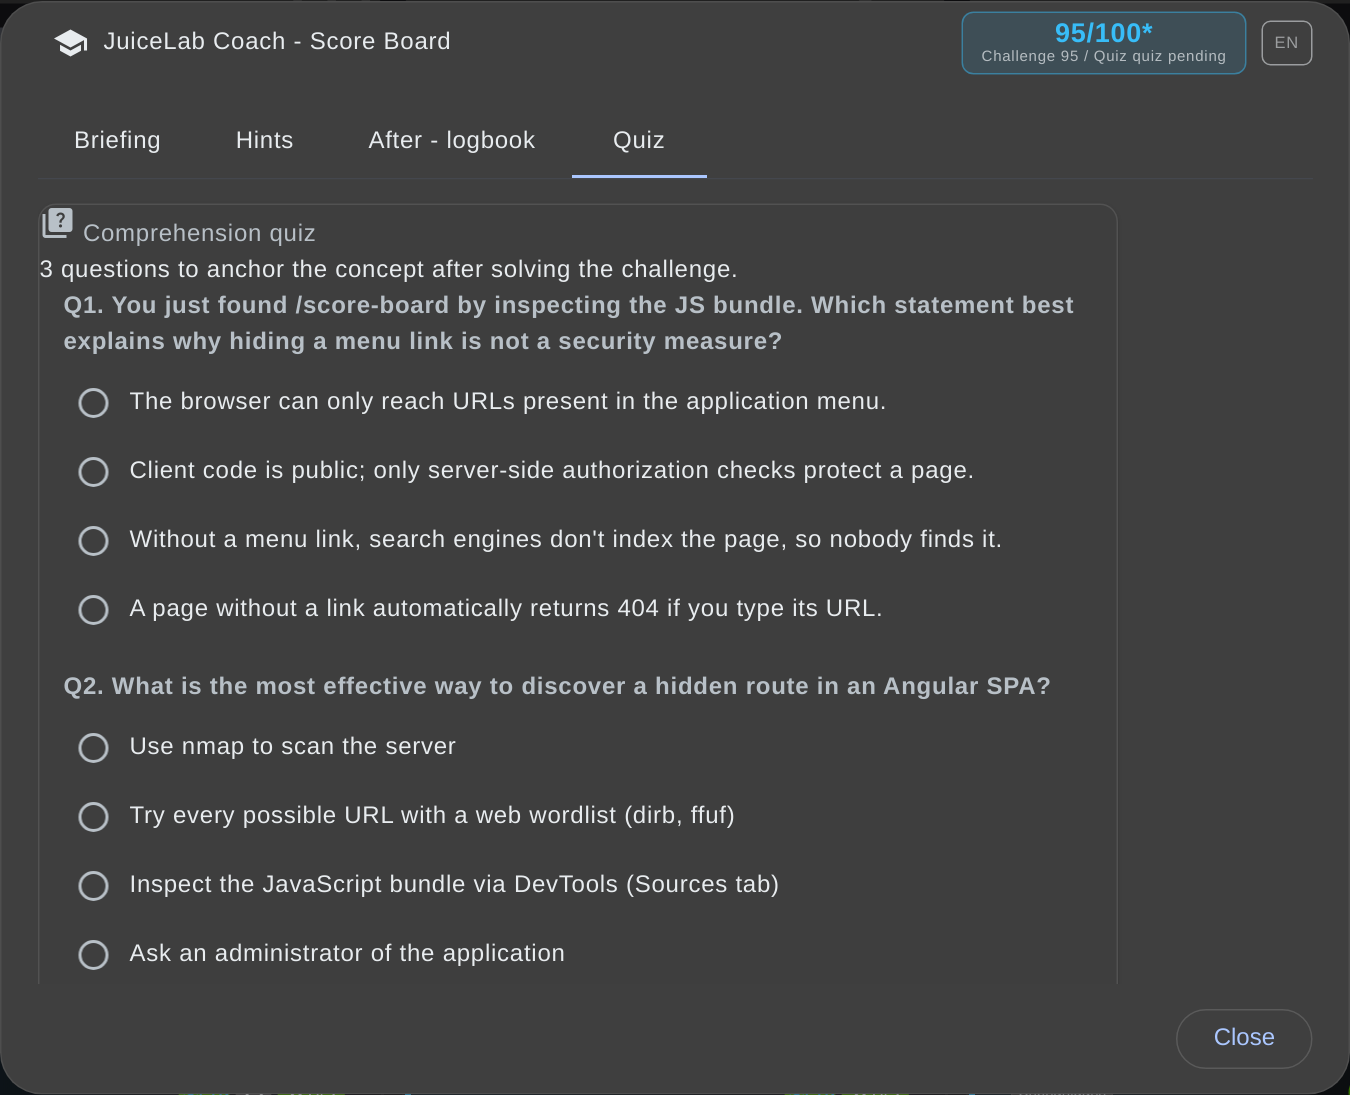 JuiceLab Coach - Score Board
95/100*
Challenge 95 / Quiz quiz pending
EN
Briefing
Hints
After - logbook
Quiz
Comprehension quiz
3 questions to anchor the concept after solving the challenge.
Q1. You just found /score-board by inspecting the JS bundle. Which statement best
explains why hiding a menu link is not a security measure?
The browser can only reach URLs present in the application menu.
Client code is public; only server-side authorization checks protect a page.
Without a menu link, search engines don't index the page, so nobody finds it.
A page without a link automatically returns 404 if you type its URL.
Q2. What is the most effective way to discover a hidden route in an Angular SPA?
Use nmap to scan the server
Try every possible URL with a web wordlist (dirb, ffuf)
Inspect the JavaScript bundle via DevTools (Sources tab)
Ask an administrator of the application
Close